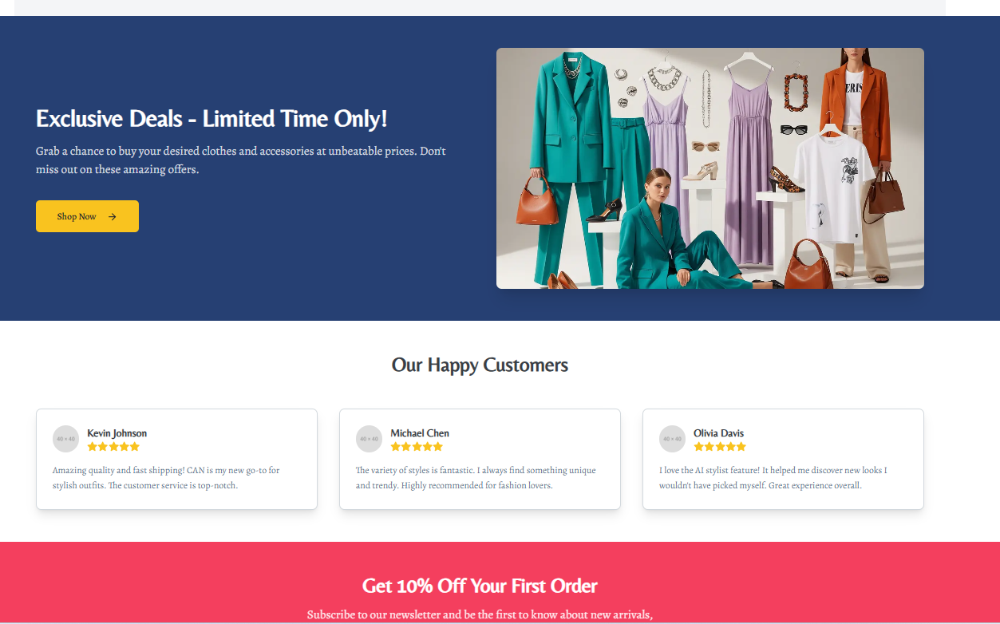 Exclusive Deals - Limited Time Only!
Grab a chance to buy your desired clothes and accessories at unbeatable prices. Don't
miss out on these amazing offers.
Shop Now
ERIS
Our Happy Customers
40 × 40
Kevin Johnson
Amazing quality and fast shipping! CAN is my new go-to for
stylish outfits. The customer service is top-notch.
40 × 40
Michael Chen
The variety of styles is fantastic. I always find something unique
and trendy. Highly recommended for fashion lovers.
40 × 40
Olivia Davis
I love the AI stylist feature! It helped me discover new looks I
wouldn't have picked myself. Great experience overall.
Get 10% Off Your First Order
Subscribe to our newsletter and be the first to know about new arrivals,